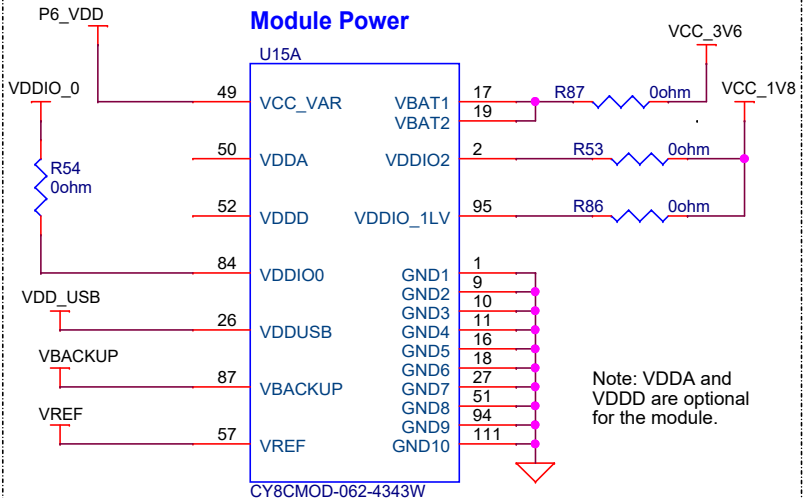 P6_VDD
Module Power
VCC_3V6
U15A
VDDIO_0
49
VCC_VAR
VBAT1
17
R87
0ohm
VCC_1V8
VBAT2
19
50
VDDA
VDDIO2
2
R53
0ohm
R54
0ohm
52
VDDD
VDDIO_1LV
95
R86
0ohm
84
VDDIO0
GND1
1
GND2
9
VDD_USB
GND3
10
26
VDDUSB
GND4
11
GND5
16
VBACKUP
GND6
18
87
VBACKUP
GND7
27
Note: VDDA and
VDDD are optional
for the module.
GND8
51
VREF
GND9
94
57
VREF
GND10
111
CY8CMOD-062-4343W